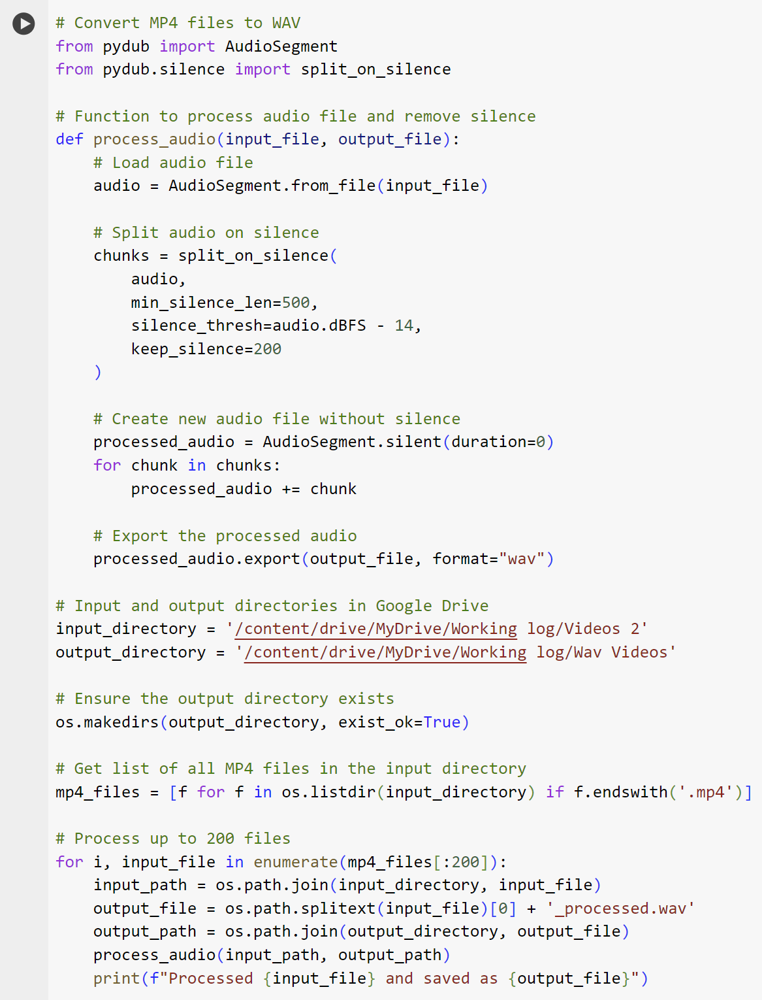 # Convert MP4 files to WAV
from pydub import AudioSegment
from pydub.silence import split_on_silence

# Function to process audio file and remove silence
def process_audio(input_file, output_file):
    # Load audio file
    audio = AudioSegment.from_file(input_file)

    # Split audio on silence
    chunks = split_on_silence(
        audio,
        min_silence_len=500,
        silence_thresh=audio.dBFS - 14,
        keep_silence=200
    )

    # Create new audio file without silence
    processed_audio = AudioSegment.silent(duration=0)
    for chunk in chunks:
        processed_audio += chunk

    # Export the processed audio
    processed_audio.export(output_file, format="wav")

# Input and output directories in Google Drive
input_directory = '/content/drive/MyDrive/Working log/Videos 2'
output_directory = '/content/drive/MyDrive/Working log/Wav Videos'

# Ensure the output directory exists
os.makedirs(output_directory, exist_ok=True)

# Get list of all MP4 files in the input directory
mp4_files = [f for f in os.listdir(input_directory) if f.endswith('.mp4')]

# Process up to 200 files
for i, input_file in enumerate(mp4_files[:200]):
    input_path = os.path.join(input_directory, input_file)
    output_file = os.path.splitext(input_file)[0] + '_processed.wav'
    output_path = os.path.join(output_directory, output_file)
    process_audio(input_path, output_path)
    print(f"Processed {input_file} and saved as {output_file}")